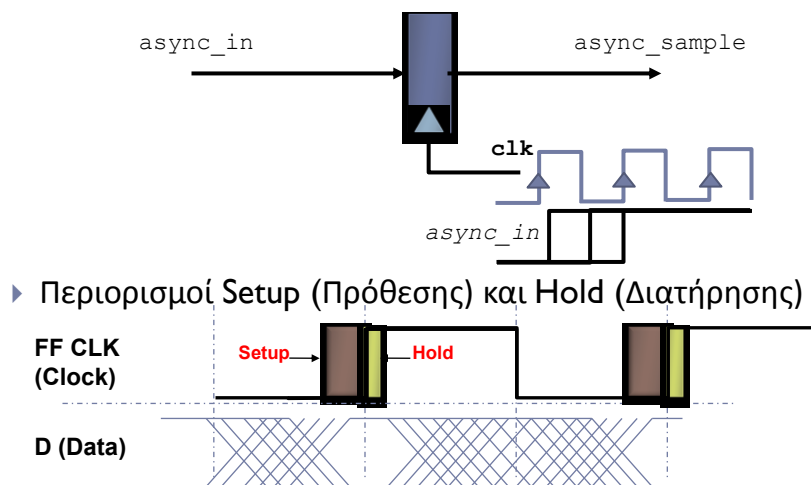 async_in
async_sample
clk
async_in
Περιορισμοί Setup (Πρόθεσης) και Hold (Διατήρησης)
FF CLK
(Clock)
Setup
Hold
D (Data)